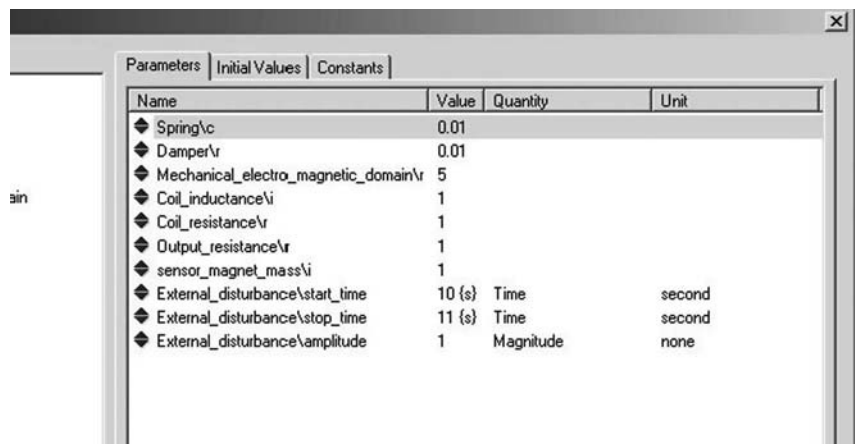 Parameters Initial Values Constants
Name Value Quantity Unit
Spring\c 0.01
Damper\r 0.01
Mechanical_electro_magnetic_domain\r 5
ain
Coil_inductance\i 1
Coil_resistance\r 1
Output_resistance\r 1
sensor_magnet_mass\i 1
External_disturbance\start_time 10 {s} Time second
External_disturbance\stop_time 11 {s} Time second
External_disturbance\amplitude 1 Magnitude none